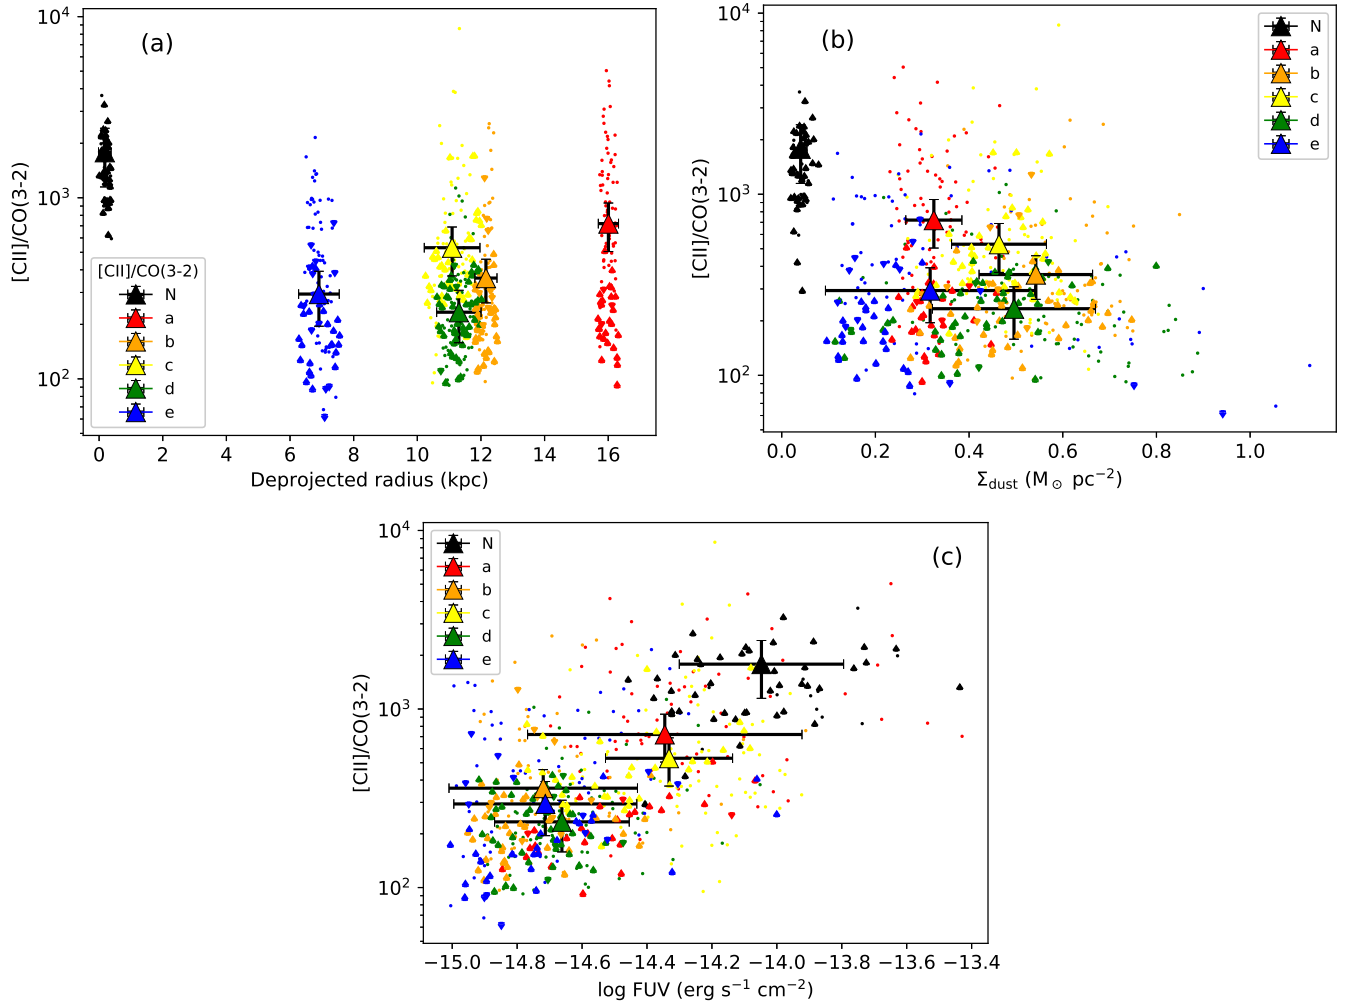 (a)
[CII]/CO(3-2)
10⁴
10³
10²
[CII]/CO(3-2)
N
a
b
c
d
e
0 2 4 6 8 10 12 14 16
Deprojected radius (kpc)
(b)
[CII]/CO(3-2)
10⁴
10³
10²
N
a
b
c
d
e
0.0 0.2 0.4 0.6 0.8 1.0
Σdust (M⊙ pc⁻²)
(c)
[CII]/CO(3-2)
10⁴
10³
10²
N
a
b
c
d
e
−15.0 −14.8 −14.6 −14.4 −14.2 −14.0 −13.8 −13.6 −13.4
log FUV (erg s⁻¹ cm⁻²)